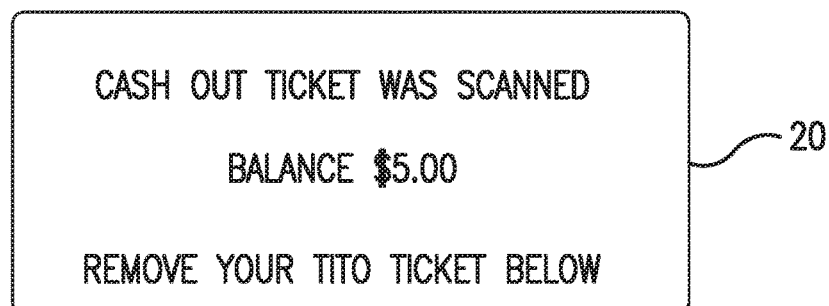 CASH OUT TICKET WAS SCANNED
20
BALANCE $5.00
REMOVE YOUR TITO TICKET BELOW